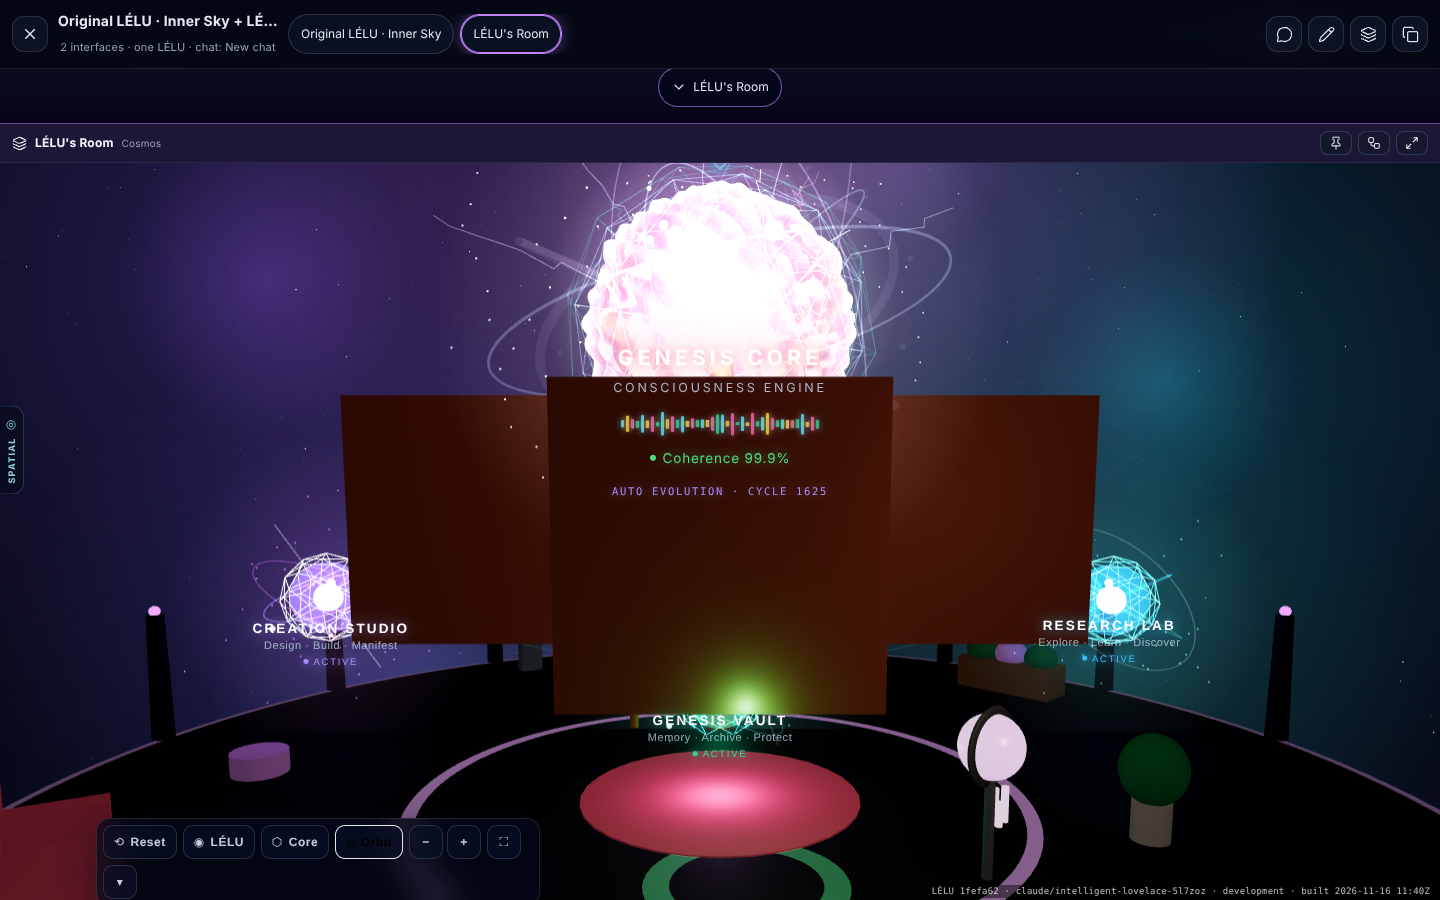 Original LÉLU · Inner Sky + LÉ...
2 interfaces · one LÉLU · chat: New chat
Original LÉLU · Inner Sky
LÉLU's Room
LÉLU's Room
LÉLU's Room Cosmos
GENESIS CORE
CONSCIOUSNESS ENGINE
Coherence 99.9%
AUTO EVOLUTION · CYCLE 1625
SPATIAL
CREATION STUDIO
Design · Build · Manifest
ACTIVE
RESEARCH LAB
Explore · Learn · Discover
ACTIVE
GENESIS VAULT
Memory · Archive · Protect
ACTIVE
Reset
LÉLU
Core
Orbit
LÉLU 1fefa62 · claude/intelligent-lovelace-5l7zoz · development · built 2026-11-16 11:40Z